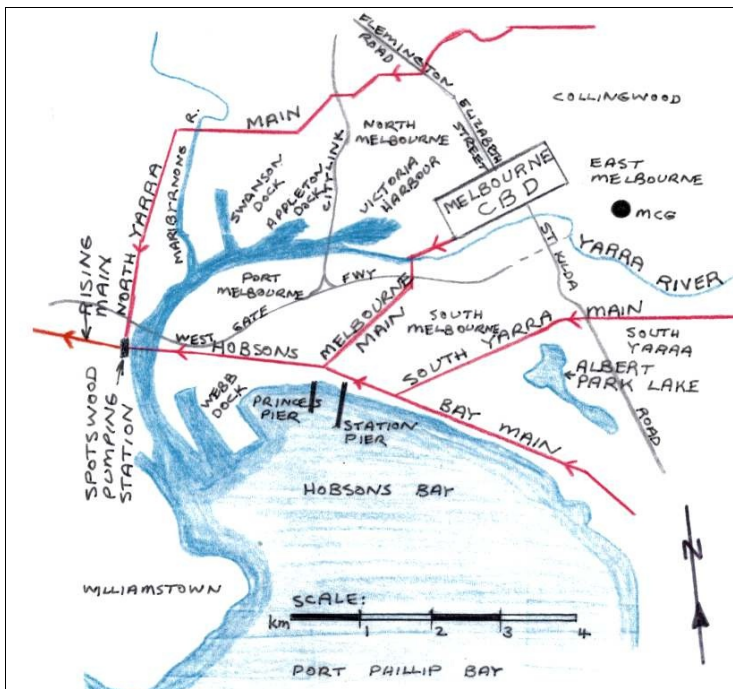 FLEMINGTON
ROAD
ELIZABETH
STREET
COLLINGWOOD
MAIN
R.
NORTH
MELBOURNE
EAST
MELBOURNE
MCG
MELBOURNE
CBD
SWANSON
DOCK
APPLETON
DOCK
CITYLINK
VICTORIA
HARBOUR
MARIBYRNONG
NORTH YARRA
RISING
MAIN
ST. KILDA
ROAD
YARRA
RIVER
PORT
MELBOURNE
WEST GATE FWY
MELBOURNE
MAIN
SOUTH
MELBOURNE
SOUTH YARRA MAIN
SOUTH
YARRA
HOBSONS
BAY MAIN
ALBERT
PARK LAKE
SPOTSWOOD
PUMPING
STATION
WEBB
DOCK
PRINCES
PIER
STATION
PIER
HOBSONS BAY
N
WILLIAMSTOWN
SCALE:
km 1 2 3 4
PORT PHILLIP BAY